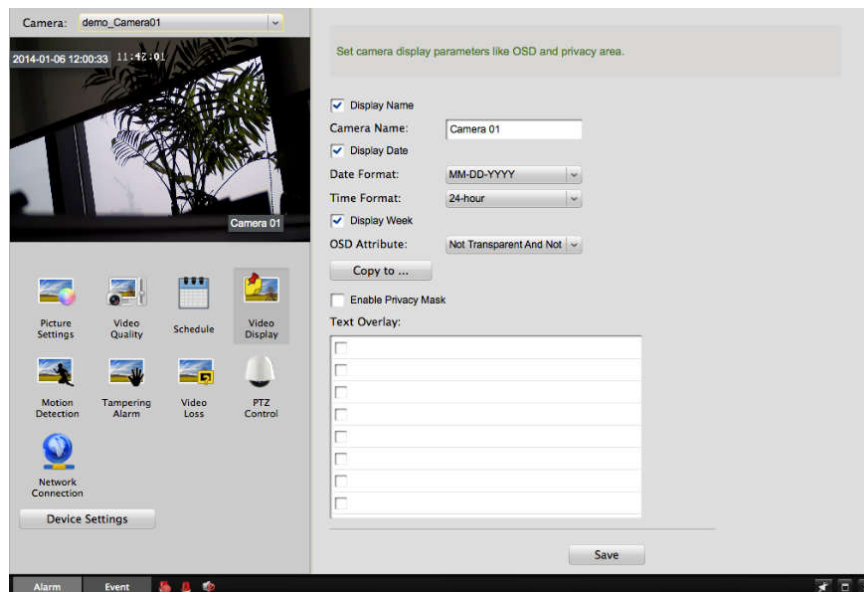 Camera: demo_Camera01
2014-01-06 12:00:33 11:42:01
Camera 01
Picture Settings
Video Quality
Schedule
Video Display
Motion Detection
Tampering Alarm
Video Loss
PTZ Control
Network Connection
Device Settings
Set camera display parameters like OSD and privacy area.
Display Name
Camera Name: Camera 01
Display Date
Date Format: MM-DD-YYYY
Time Format: 24-hour
Display Week
OSD Attribute: Not Transparent And Not
Copy to ...
Enable Privacy Mask
Text Overlay:
Save
Alarm Event